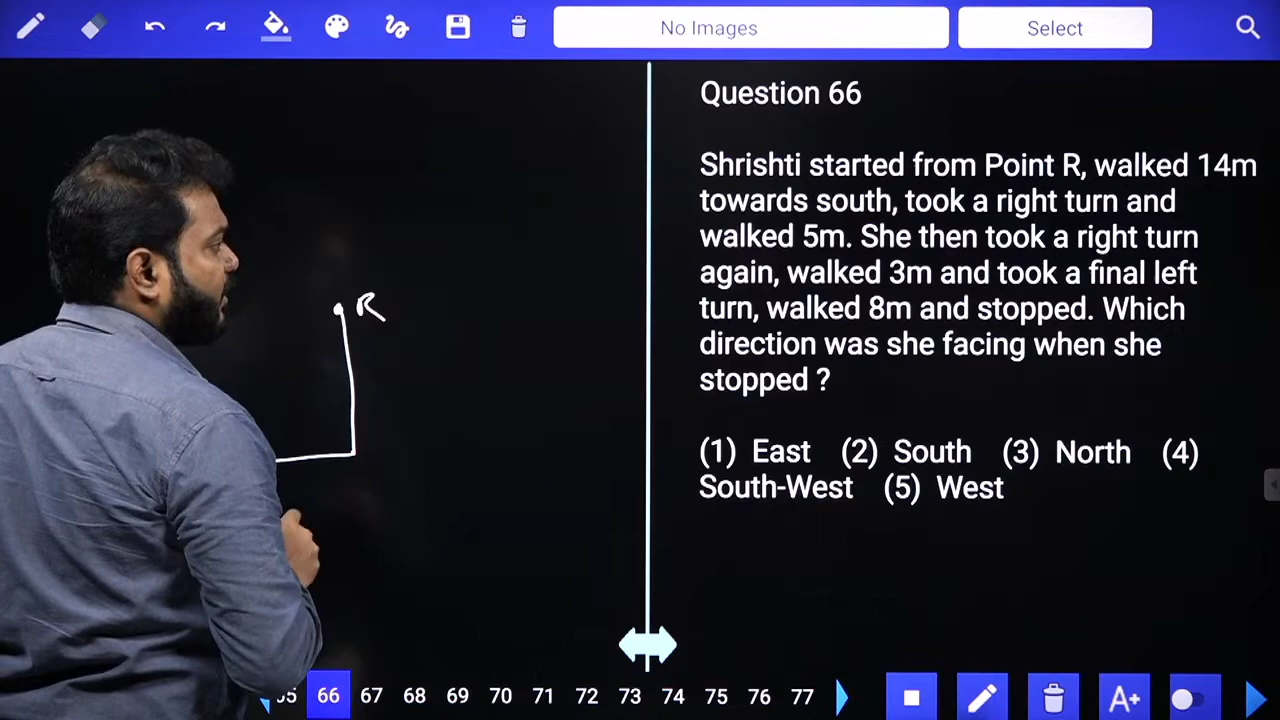 No Images
Select
Question 66
Shrishti started from Point R, walked 14m
towards south, took a right turn and
walked 5m. She then took a right turn
again, walked 3m and took a final left
turn, walked 8m and stopped. Which
direction was she facing when she
stopped ?
(1) East (2) South (3) North (4)
South-West (5) West
R
66 67 68 69 70 71 72 73 74 75 76 77
A+